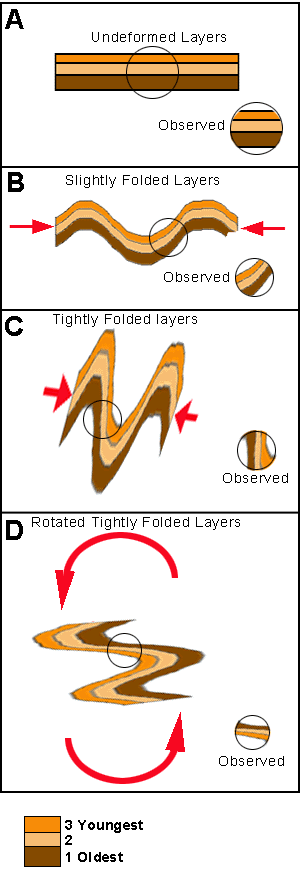 A
Undeformed Layers
Observed
B
Slightly Folded Layers
Observed
C
Tightly Folded layers
Observed
D
Rotated Tightly Folded Layers
Observed
3 Youngest
2
1 Oldest